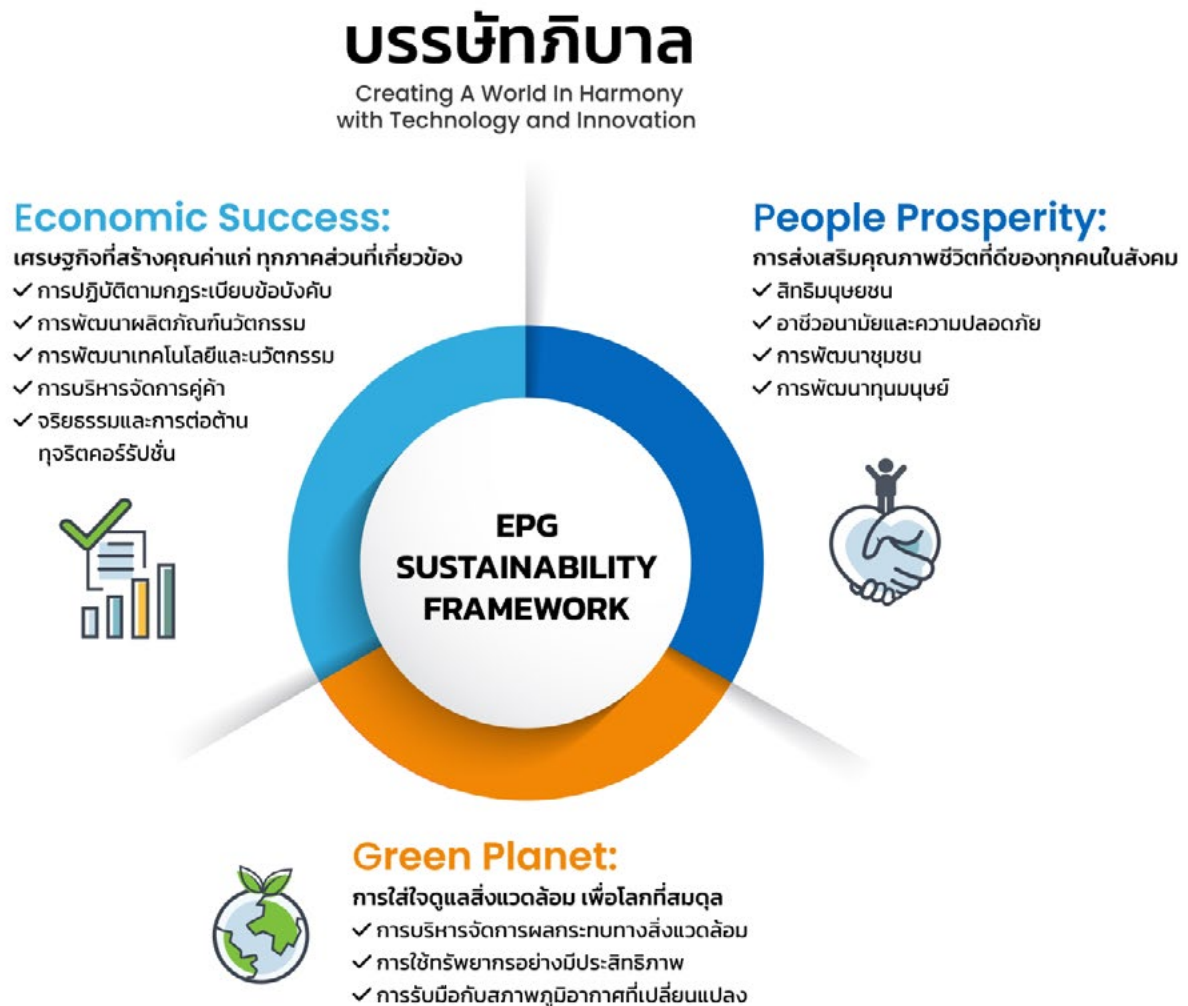 บรรษัทภิบาล
Creating A World In Harmony
with Technology and Innovation
Economic Success:
เศรษฐกิจที่สร้างคุณค่าแก่ ทุกภาคส่วนที่เกี่ยวข้อง
✓ การปฏิบัติตามกฎระเบียบข้อบังคับ
✓ การพัฒนาผลิตภัณฑ์นวัตกรรม
✓ การพัฒนาเทคโนโลยีและนวัตกรรม
✓ การบริหารจัดการคู่ค้า
✓ จริยธรรมและการต่อต้าน
ทุจริตคอร์รัปชั่น
People Prosperity:
การส่งเสริมคุณภาพชีวิตที่ดีของทุกคนในสังคม
✓ สิทธิมนุษยชน
✓ อาชีวอนามัยและความปลอดภัย
✓ การพัฒนาชุมชน
✓ การพัฒนาทุนมนุษย์
EPG
SUSTAINABILITY
FRAMEWORK
Green Planet:
การใส่ใจดูแลสิ่งแวดล้อม เพื่อโลกที่สมดุล
✓ การบริหารจัดการผลกระทบทางสิ่งแวดล้อม
✓ การใช้ทรัพยากรอย่างมีประสิทธิภาพ
✓ การรับมือกับสภาพภูมิอากาศที่เปลี่ยนแปลง